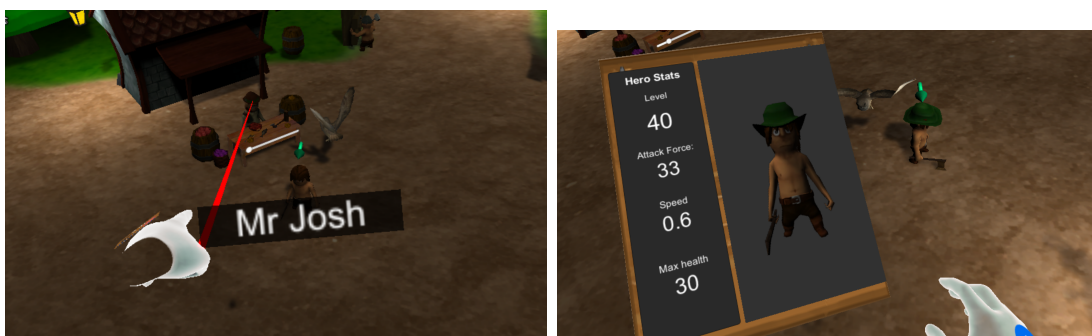 Mr Josh
Hero Stats
Level
40
Attack Force:
33
Speed
0.6
Max health
30